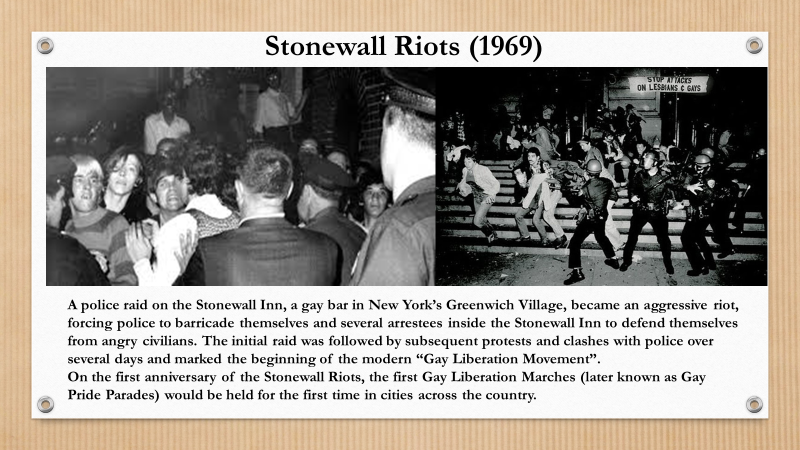 Stonewall Riots (1969)
STOP ATTACKS
ON LESBIANS & GAYS
A police raid on the Stonewall Inn, a gay bar in New York’s Greenwich Village, became an aggressive riot,
forcing police to barricade themselves and several arrestees inside the Stonewall Inn to defend themselves
from angry civilians. The initial raid was followed by subsequent protests and clashes with police over
several days and marked the beginning of the modern “Gay Liberation Movement”.
On the first anniversary of the Stonewall Riots, the first Gay Liberation Marches (later known as Gay
Pride Parades) would be held for the first time in cities across the country.